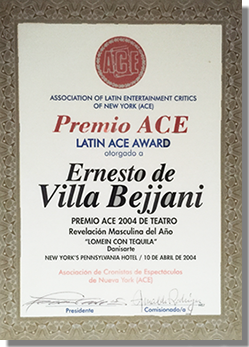 ACE
ASSOCIATION OF LATIN ENTERTAINMENT CRITICS
OF NEW YORK (ACE)
Premio ACE
LATIN ACE AWARD
otorgado a
Ernesto de
Villa Bejjani
PREMIO ACE 2004 DE TEATRO
Revelación Masculina del Año
"LOMEIN CON TEQUILA"
Danisarte
NEW YORK'S PENNSYLVANIA HOTEL / 10 DE ABRIL DE 2004
Asociación de Cronistas de Espectáculos
de Nueva York (ACE)
Presidente
Comisionado/a